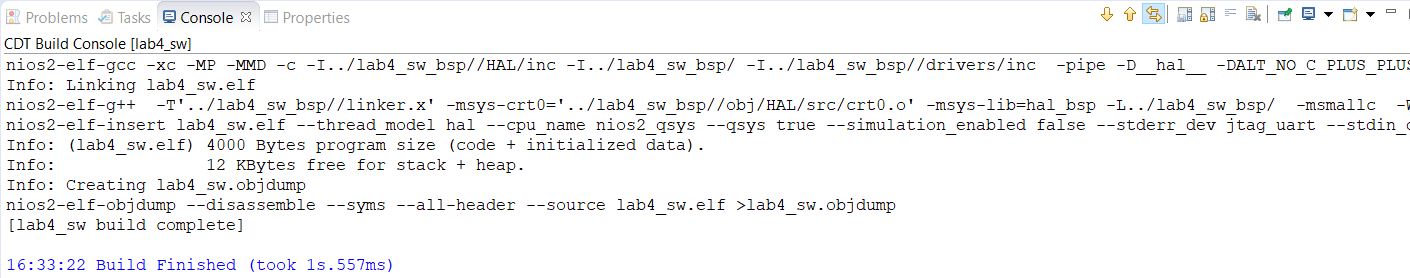 Problems Tasks Console Properties
CDT Build Console [lab4_sw]
nios2-elf-gcc -xc -MP -MMD -c -I../lab4_sw_bsp//HAL/inc -I../lab4_sw_bsp/ -I../lab4_sw_bsp//drivers/inc  -pipe -D__hal__ -DALT_NO_C_PLUS_PLUS
Info: Linking lab4_sw.elf
nios2-elf-g++  -T'../lab4_sw_bsp//linker.x' -msys-crt0='../lab4_sw_bsp//obj/HAL/src/crt0.o' -msys-lib=hal_bsp -L../lab4_sw_bsp/  -msmallc  -W
nios2-elf-insert lab4_sw.elf --thread_model hal --cpu_name nios2_qsys --qsys true --simulation_enabled false --stderr_dev jtag_uart --stdin_
Info: (lab4_sw.elf) 4000 Bytes program size (code + initialized data).
Info:               12 KBytes free for stack + heap.
Info: Creating lab4_sw.objdump
nios2-elf-objdump --disassemble --syms --all-header --source lab4_sw.elf >lab4_sw.objdump
[lab4_sw build complete]
16:33:22 Build Finished (took 1s.557ms)